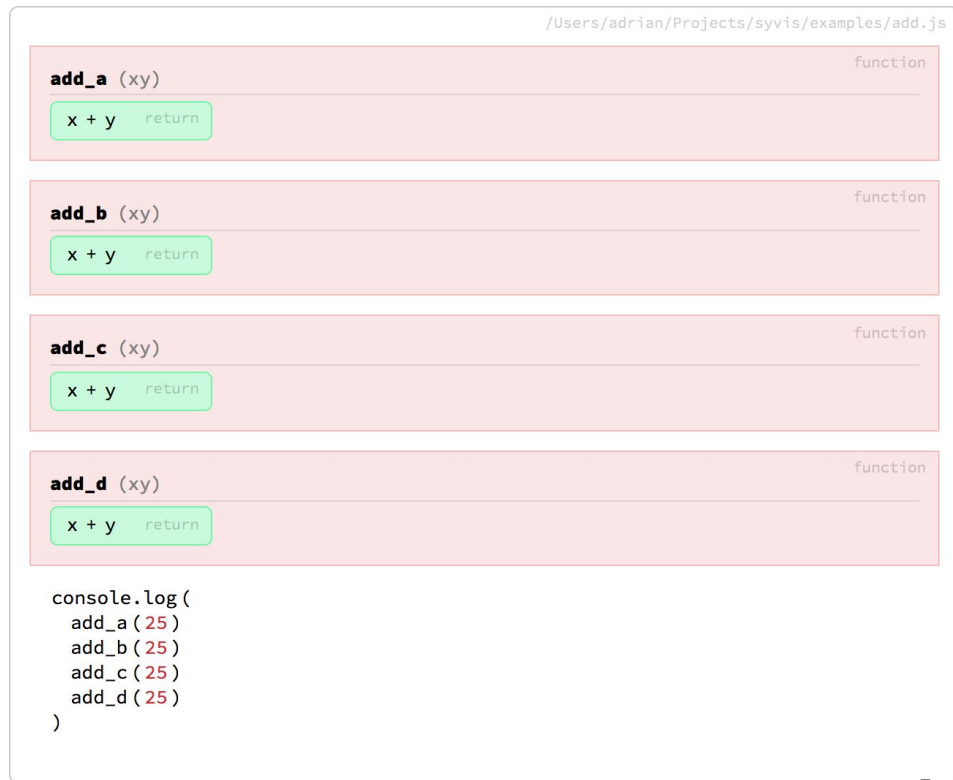 /Users/adrian/Projects/syvis/examples/add.js
function
add_a (xy)
x + y return
function
add_b (xy)
x + y return
function
add_c (xy)
x + y return
function
add_d (xy)
x + y return
console.log(
  add_a(25)
  add_b(25)
  add_c(25)
  add_d(25)
)